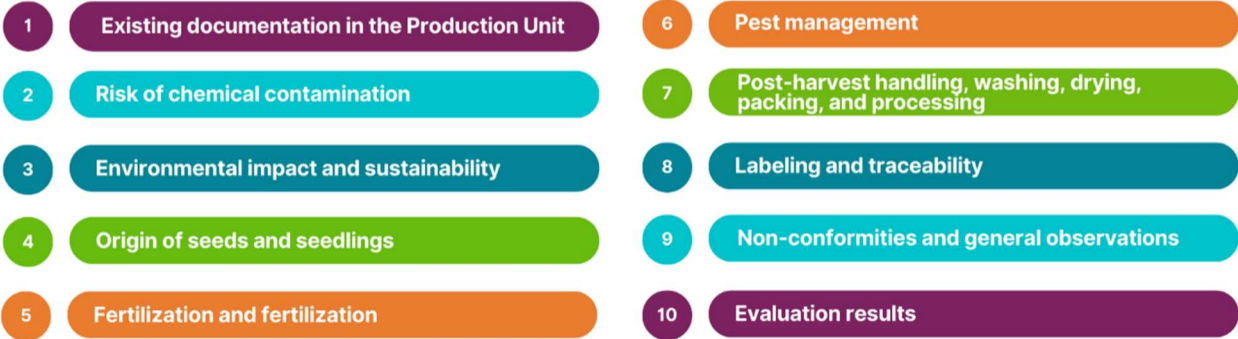 1 Existing documentation in the Production Unit
2 Risk of chemical contamination
3 Environmental impact and sustainability
4 Origin of seeds and seedlings
5 Fertilization and fertilization
6 Pest management
7 Post-harvest handling, washing, drying,
packing, and processing
8 Labeling and traceability
9 Non-conformities and general observations
10 Evaluation results